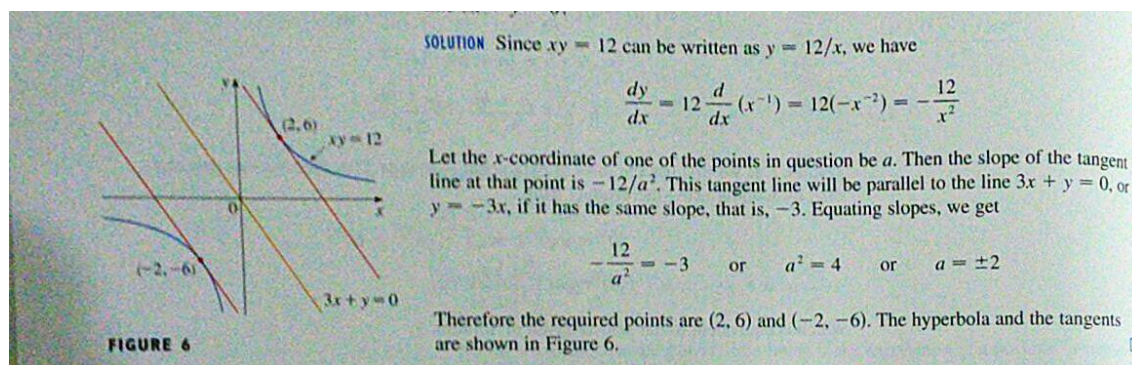 SOLUTION Since xy = 12 can be written as y = 12/x, we have
dy/dx = 12 d/dx (x⁻¹) = 12(−x⁻²) = −12/x²
Let the x-coordinate of one of the points in question be a. Then the slope of the tangent
line at that point is −12/a². This tangent line will be parallel to the line 3x + y = 0, or
y = −3x, if it has the same slope, that is, −3. Equating slopes, we get
−12/a² = −3 or a² = 4 or a = ±2
Therefore the required points are (2, 6) and (−2, −6). The hyperbola and the tangents
are shown in Figure 6.
y
(2, 6)
xy = 12
0
x
(−2, −6)
3x + y = 0
FIGURE 6